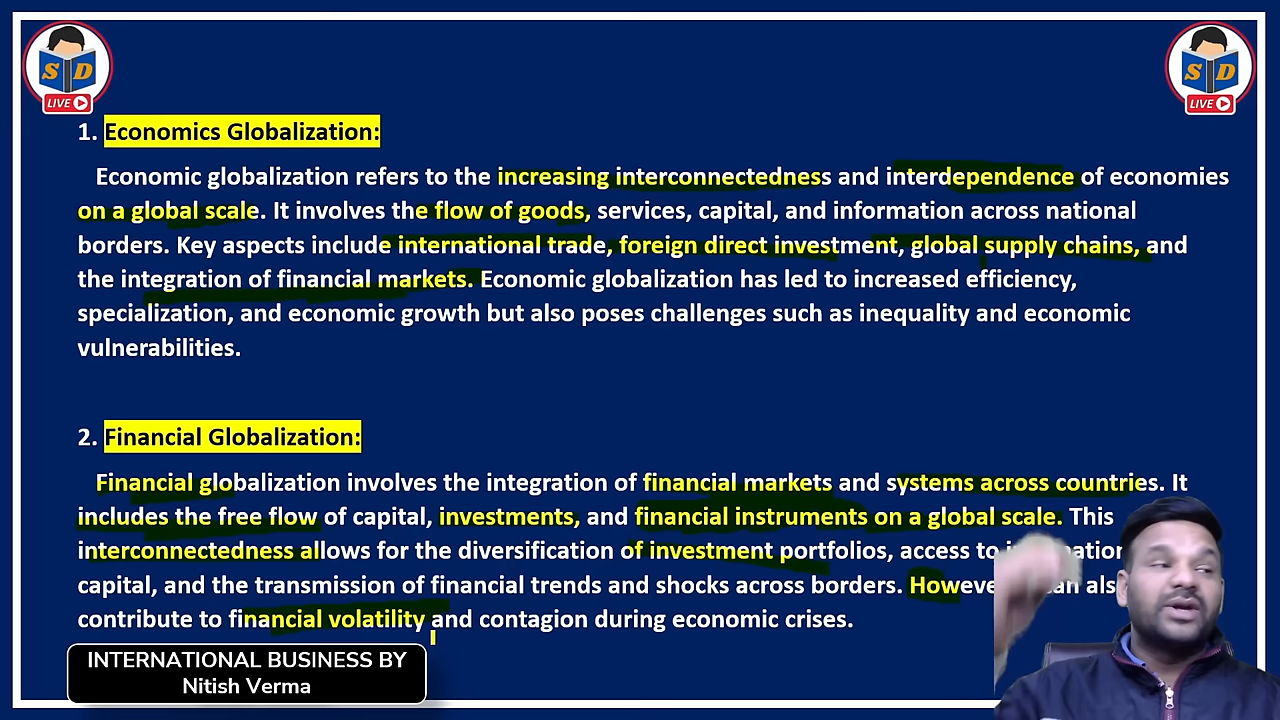 S D
LIVE
S D
LIVE
1. Economics Globalization:
Economic globalization refers to the increasing interconnectedness and interdependence of economies
on a global scale. It involves the flow of goods, services, capital, and information across national
borders. Key aspects include international trade, foreign direct investment, global supply chains, and
the integration of financial markets. Economic globalization has led to increased efficiency,
specialization, and economic growth but also poses challenges such as inequality and economic
vulnerabilities.
2. Financial Globalization:
Financial globalization involves the integration of financial markets and systems across countries. It
includes the free flow of capital, investments, and financial instruments on a global scale. This
interconnectedness allows for the diversification of investment portfolios, access to
capital, and the transmission of financial trends and shocks across borders.
contribute to financial volatility and contagion during economic crises.
INTERNATIONAL BUSINESS BY
Nitish Verma